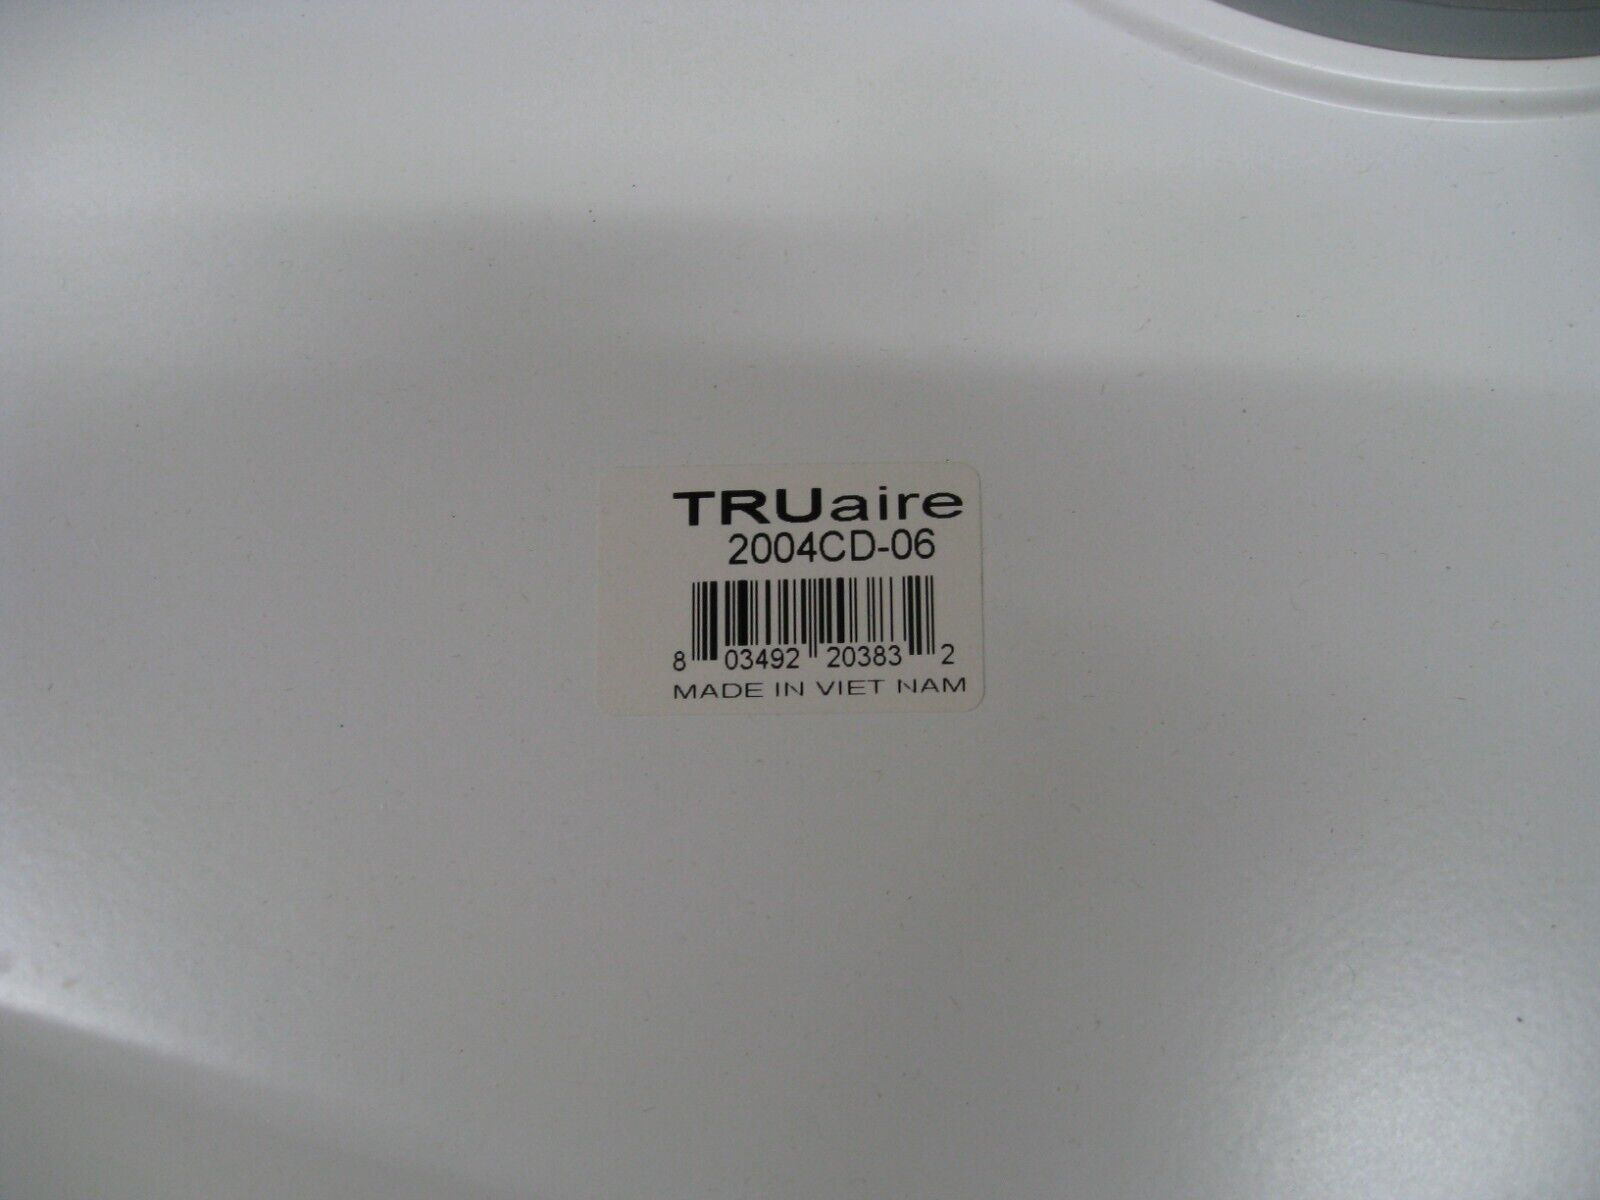 TRUaire
2004CD-06
8 03492 20383 2
MADE IN VIET NAM